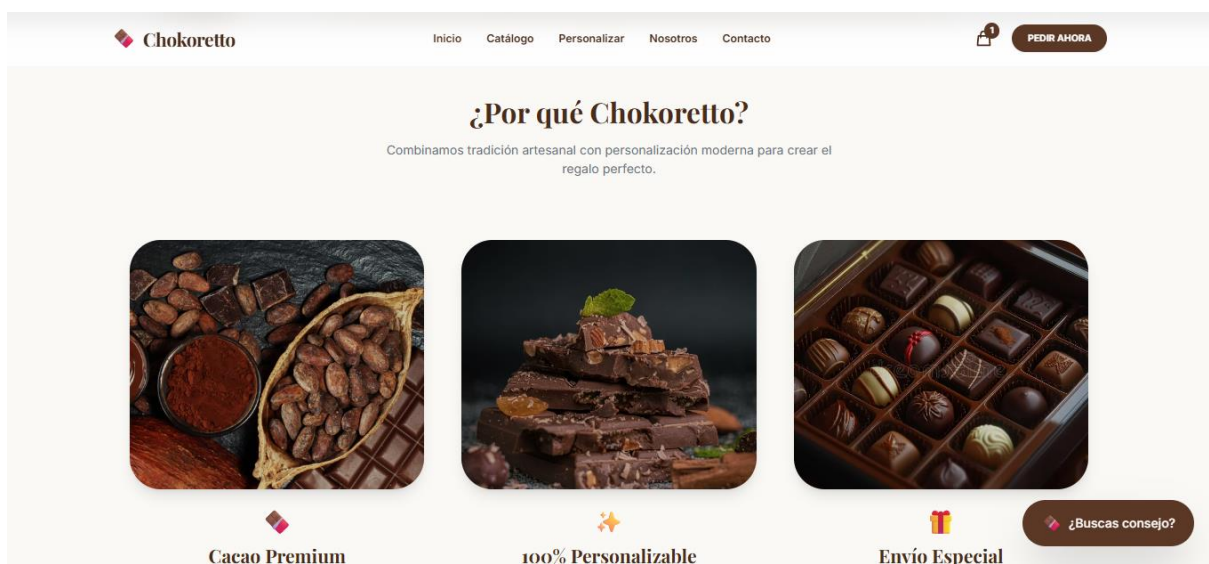 Chokoretto
Inicio Catálogo Personalizar Nosotros Contacto
1
PEDIR AHORA
¿Por qué Chokoretto?
Combinamos tradición artesanal con personalización moderna para crear el
regalo perfecto.
Cacao Premium
100% Personalizable
Envío Especial
¿Buscas consejo?